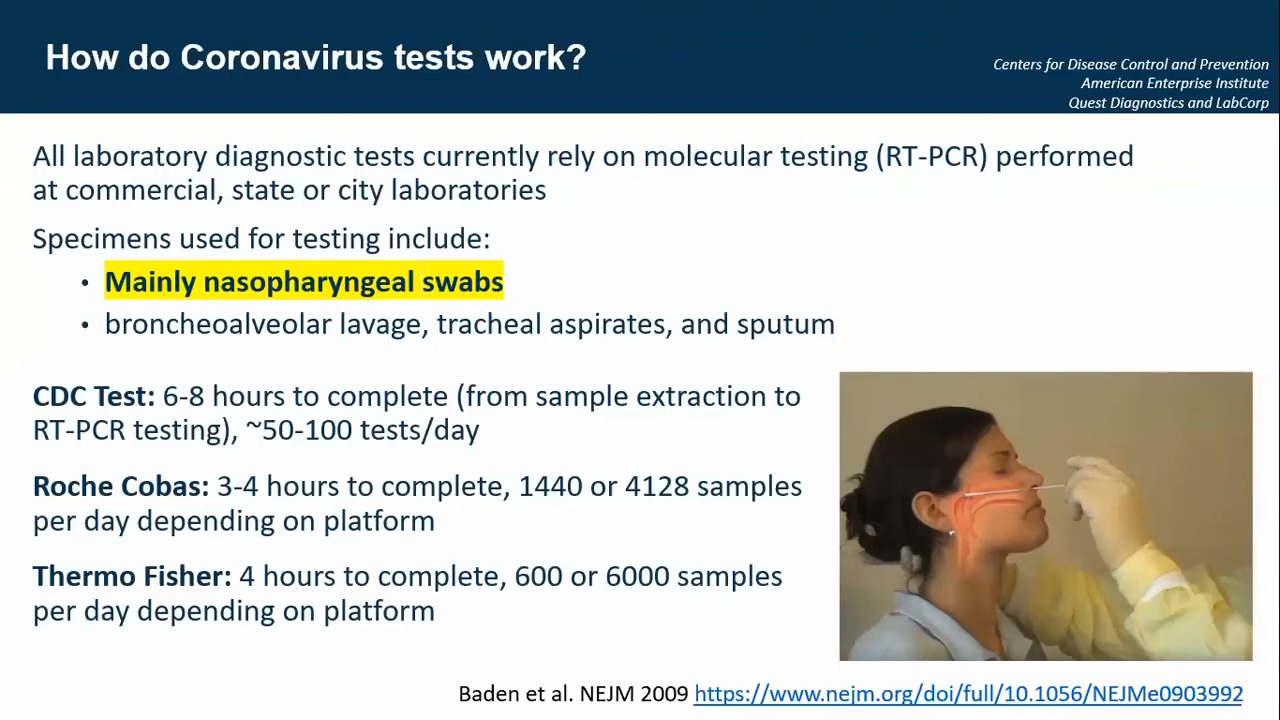 How do Coronavirus tests work?
Centers for Disease Control and Prevention
American Enterprise Institute
Quest Diagnostics and LabCorp
All laboratory diagnostic tests currently rely on molecular testing (RT-PCR) performed
at commercial, state or city laboratories
Specimens used for testing include:
• Mainly nasopharyngeal swabs
• broncheoalveolar lavage, tracheal aspirates, and sputum
CDC Test: 6-8 hours to complete (from sample extraction to
RT-PCR testing), ~50-100 tests/day
Roche Cobas: 3-4 hours to complete, 1440 or 4128 samples
per day depending on platform
Thermo Fisher: 4 hours to complete, 600 or 6000 samples
per day depending on platform
Baden et al. NEJM 2009 https://www.nejm.org/doi/full/10.1056/NEJMe0903992